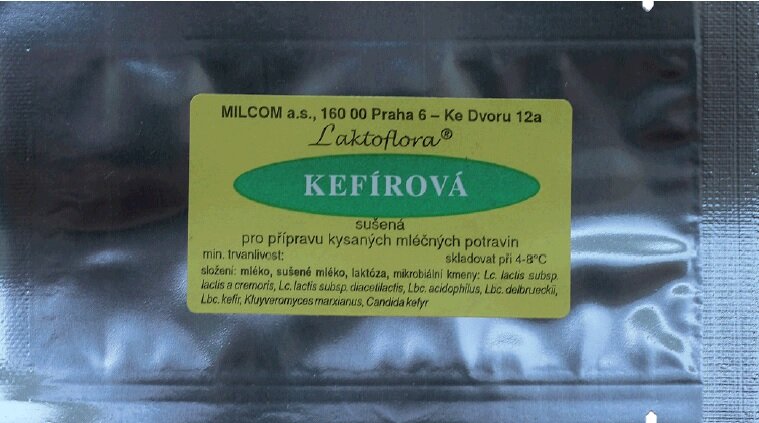 MILCOM a.s., 160 00 Praha 6 – Ke Dvoru 12a
Laktoflora®
KEFÍROVÁ
sušená
pro přípravu kysaných mléčných potravin
min. trvanlivost: skladovat při 4-8°C
složení: mléko, sušené mléko, laktóza, mikrobiální kmeny: Lc. lactis subsp.
lactis a cremoris, Lc. lactis subsp. diacetilactis, Lbc. acidophilus, Lbc. delbrueckii,
Lbc. kefir, Kluyveromyces marxianus, Candida kefyr